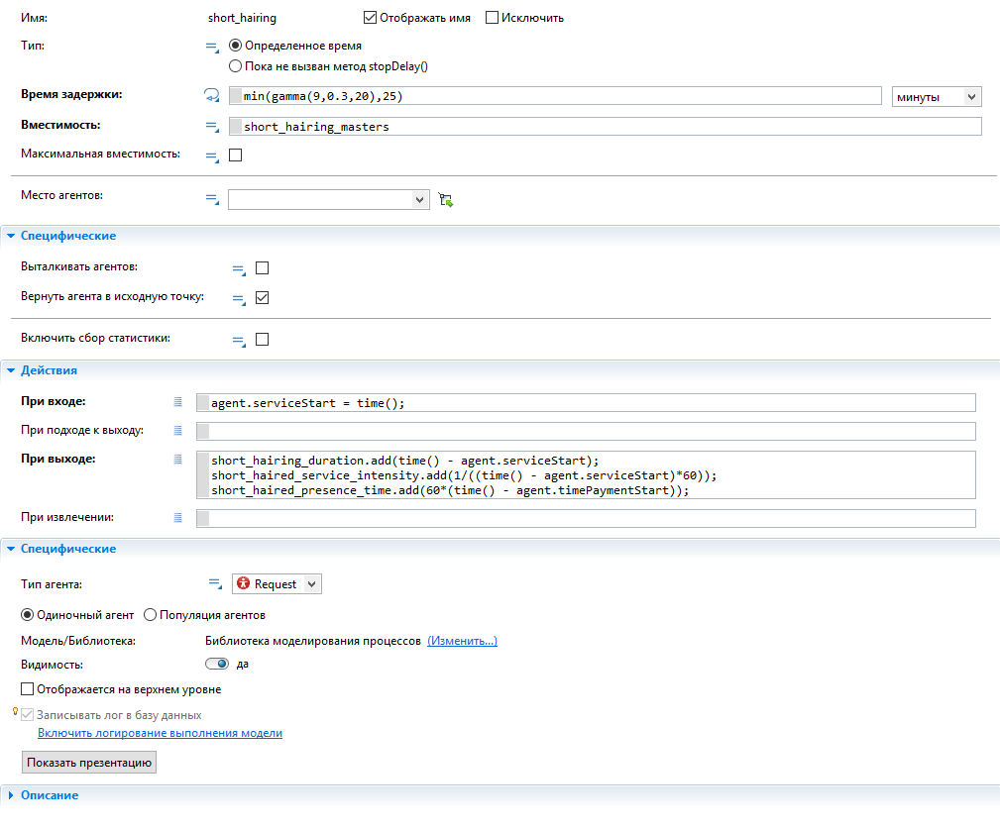 Имя: short_hairing Отображать имя Исключить
Тип: Определенное время
Пока не вызван метод stopDelay()
Время задержки: min(gamma(9,0.3,20),25) минуты
Вместимость: short_hairing_masters
Максимальная вместимость:
Место агентов:
Специфические
Выталкивать агентов:
Вернуть агента в исходную точку:
Включить сбор статистики:
Действия
При входе: agent.serviceStart = time();
При подходе к выходу:
При выходе: short_hairing_duration.add(time() - agent.serviceStart);
short_haired_service_intensity.add(1/((time() - agent.serviceStart)*60));
short_haired_presence_time.add(60*(time() - agent.timePaymentStart));
При извлечении:
Специфические
Тип агента: Request
Одиночный агент Популяция агентов
Модель/Библиотека: Библиотека моделирования процессов (Изменить...)
Видимость: да
Отображается на верхнем уровне
Записывать лог в базу данных
Включить логирование выполнения модели
Показать презентацию
Описание